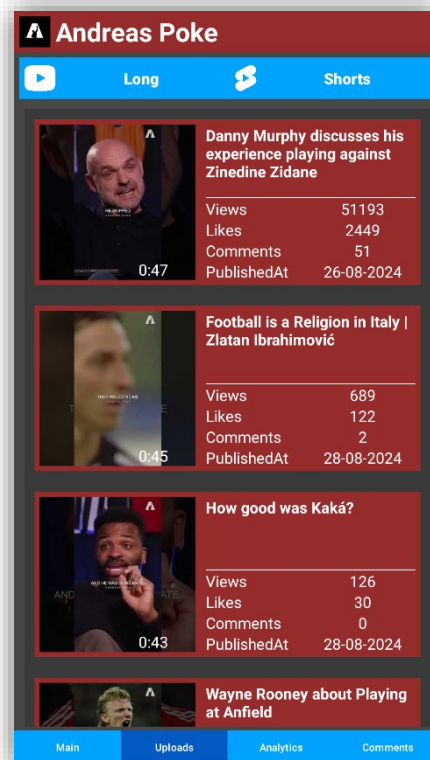 Andreas Poke
Long
Shorts
Danny Murphy discusses his
experience playing against
Zinedine Zidane
Views 51193
Likes 2449
Comments 51
PublishedAt 26-08-2024
0:47
Football is a Religion in Italy |
Zlatan Ibrahimović
Views 689
Likes 122
Comments 2
PublishedAt 28-08-2024
0:45
How good was Kaká?
Views 126
Likes 30
Comments 0
PublishedAt 28-08-2024
0:43
Wayne Rooney about Playing
at Anfield
Main
Uploads
Analytics
Comments